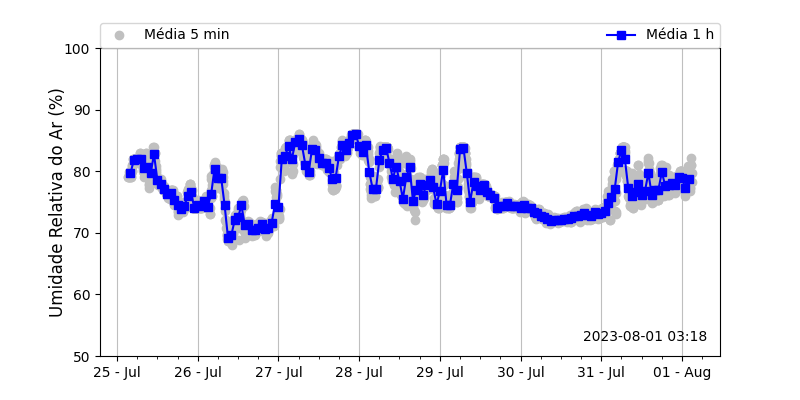 Média 5 min
Média 1 h
Umidade Relativa do Ar (%)
100
90
80
70
60
50
2023-08-01 03:18
25 - Jul
26 - Jul
27 - Jul
28 - Jul
29 - Jul
30 - Jul
31 - Jul
01 - Aug